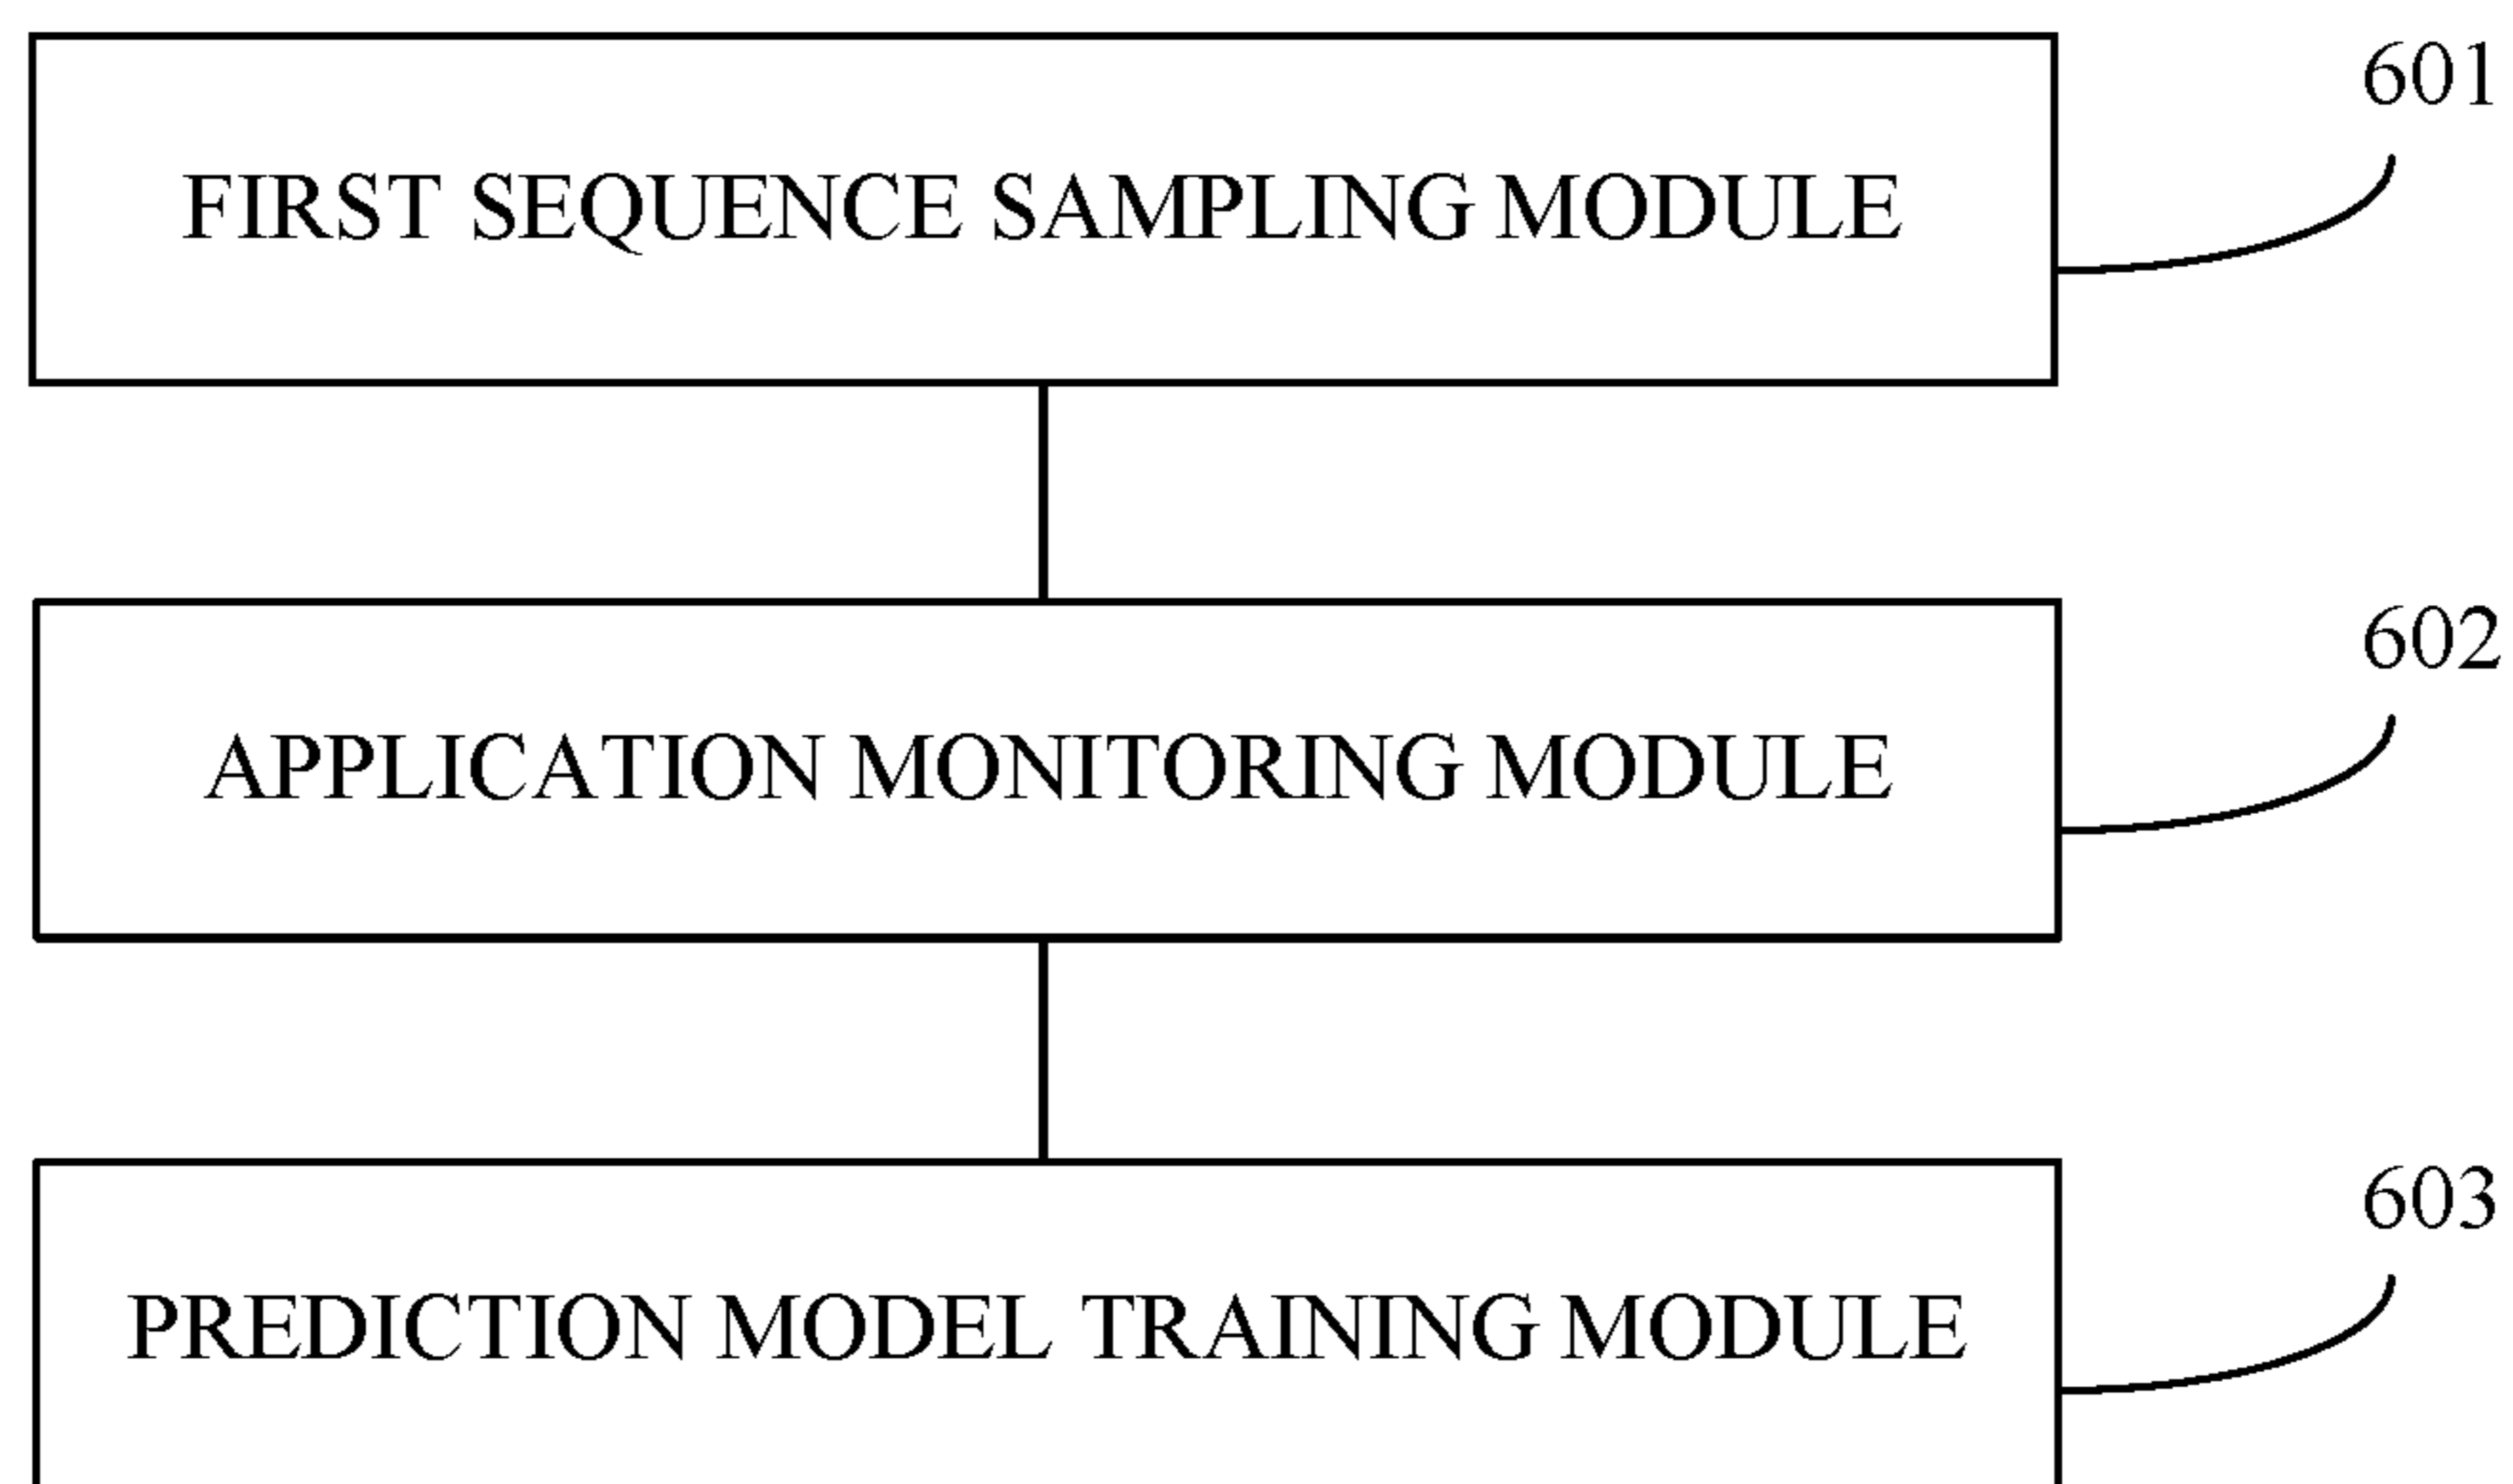 601
FIRST SEQUENCE SAMPLING MODULE
602
APPLICATION MONITORING MODULE
603
PREDICTION MODEL TRAINING MODULE